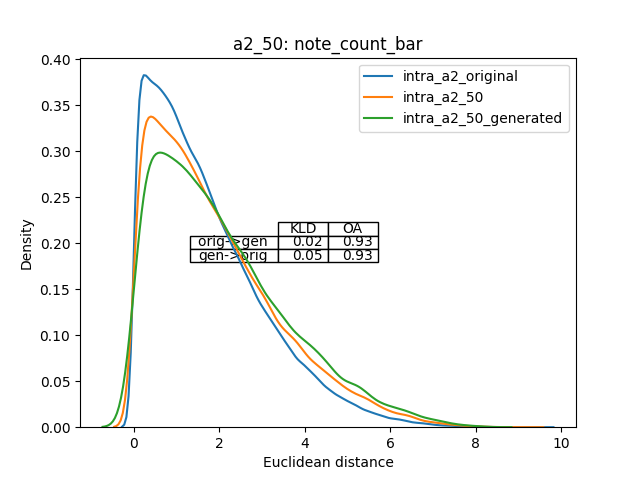 a2_50: note_count_bar
intra_a2_original
intra_a2_50
intra_a2_50_generated
KLD OA
orig->gen 0.02 0.93
gen->orig 0.05 0.93
Density
0.40
0.35
0.30
0.25
0.20
0.15
0.10
0.05
0.00
0 2 4 6 8 10
Euclidean distance